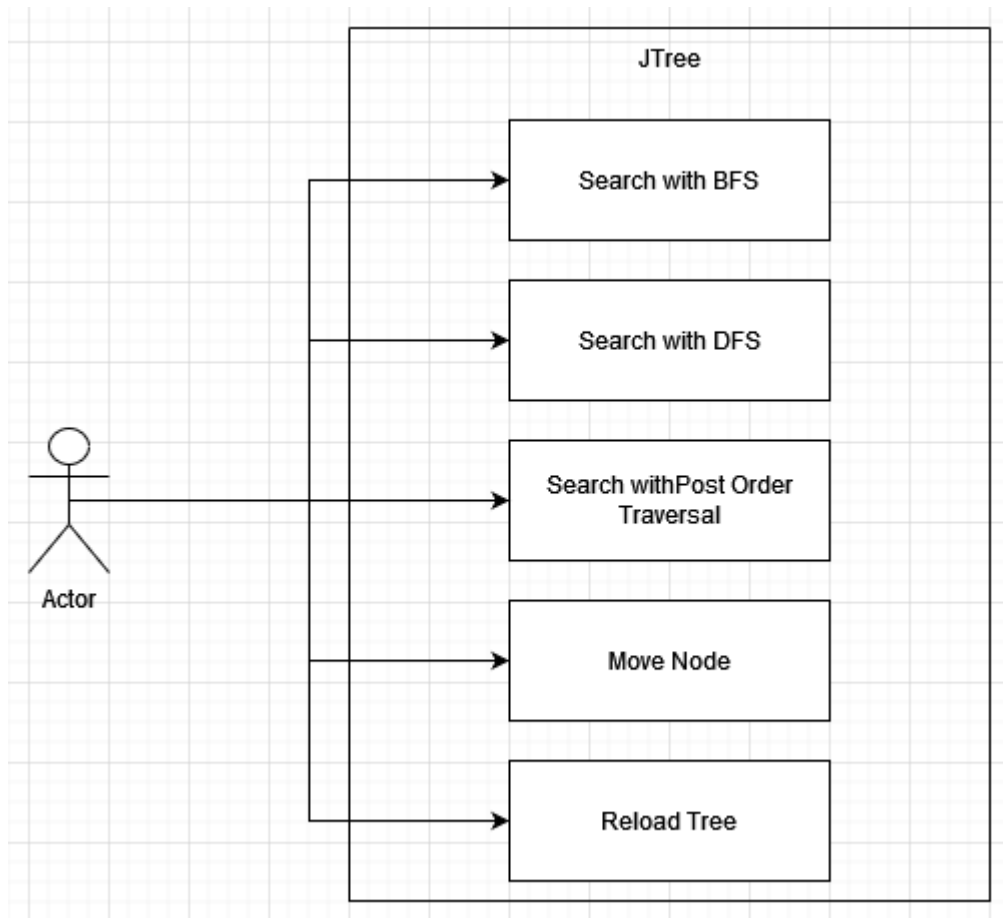 JTree
Search with BFS
Search with DFS
Search withPost Order
Traversal
Actor
Move Node
Reload Tree